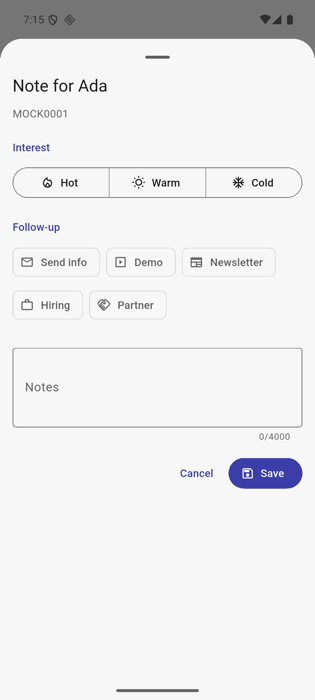 7:15
Note for Ada
MOCK0001
Interest
Hot Warm Cold
Follow-up
Send info Demo Newsletter
Hiring Partner
Notes
0/4000
Cancel Save